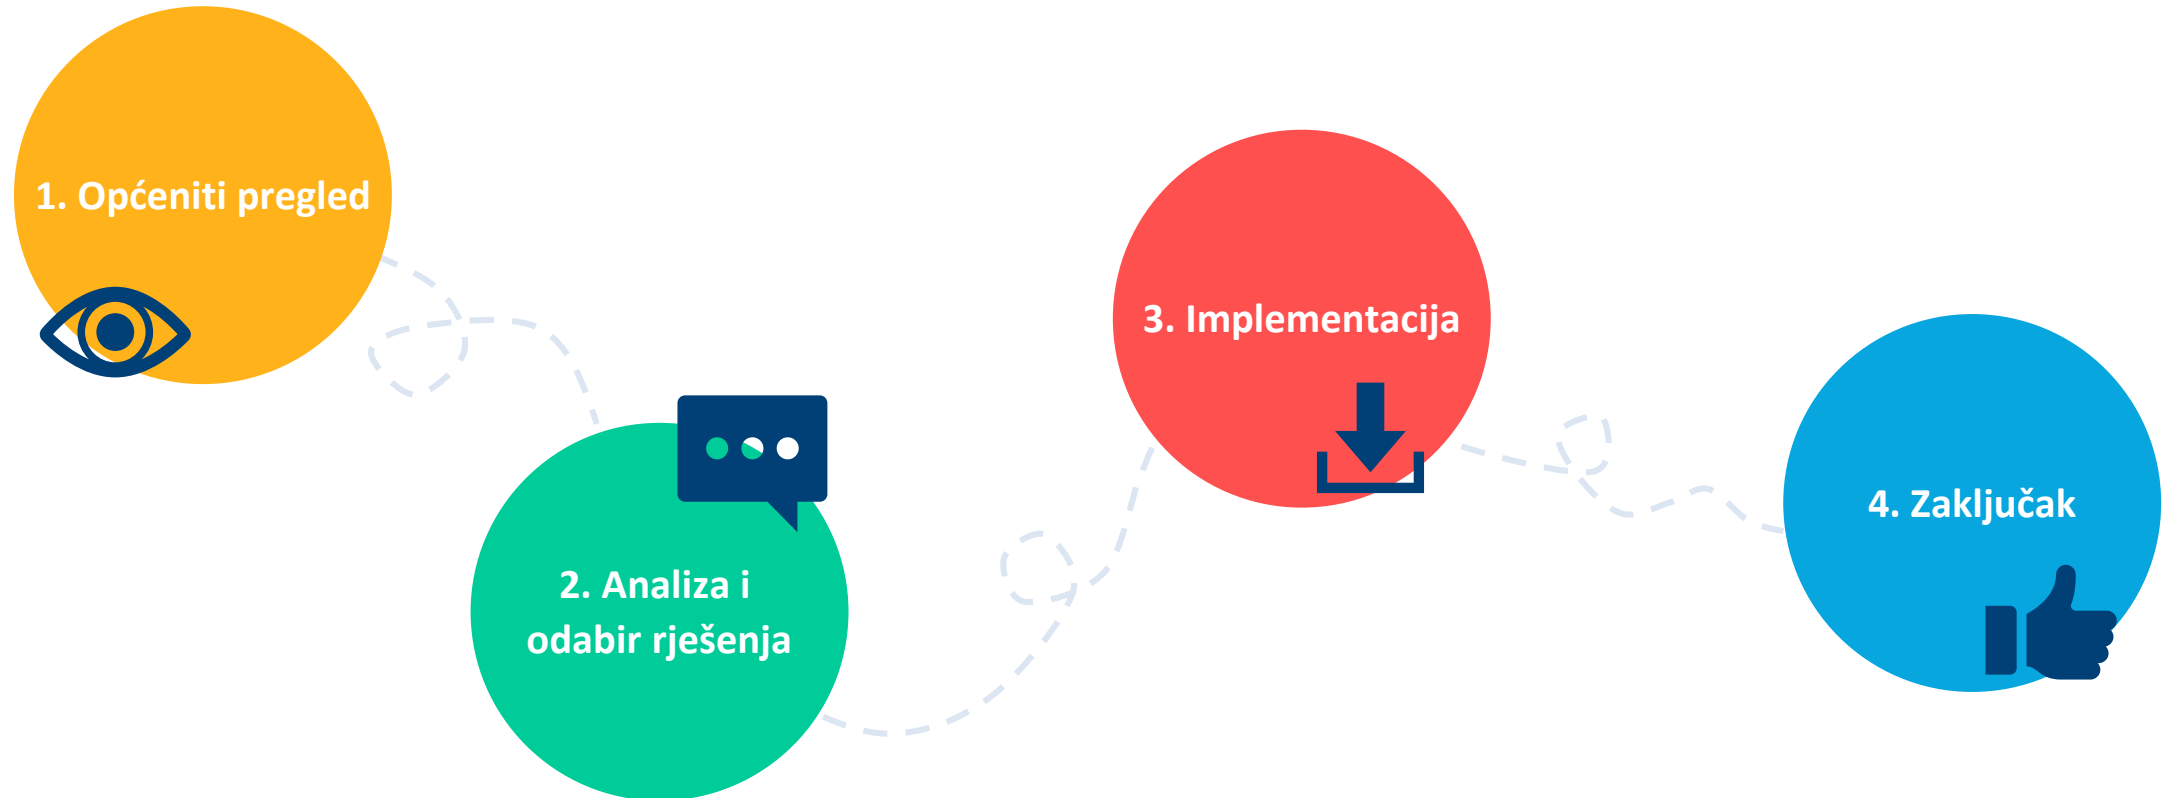 1. Općeniti pregled
2. Analiza i
odabir rješenja
3. Implementacija
4. Zaključak